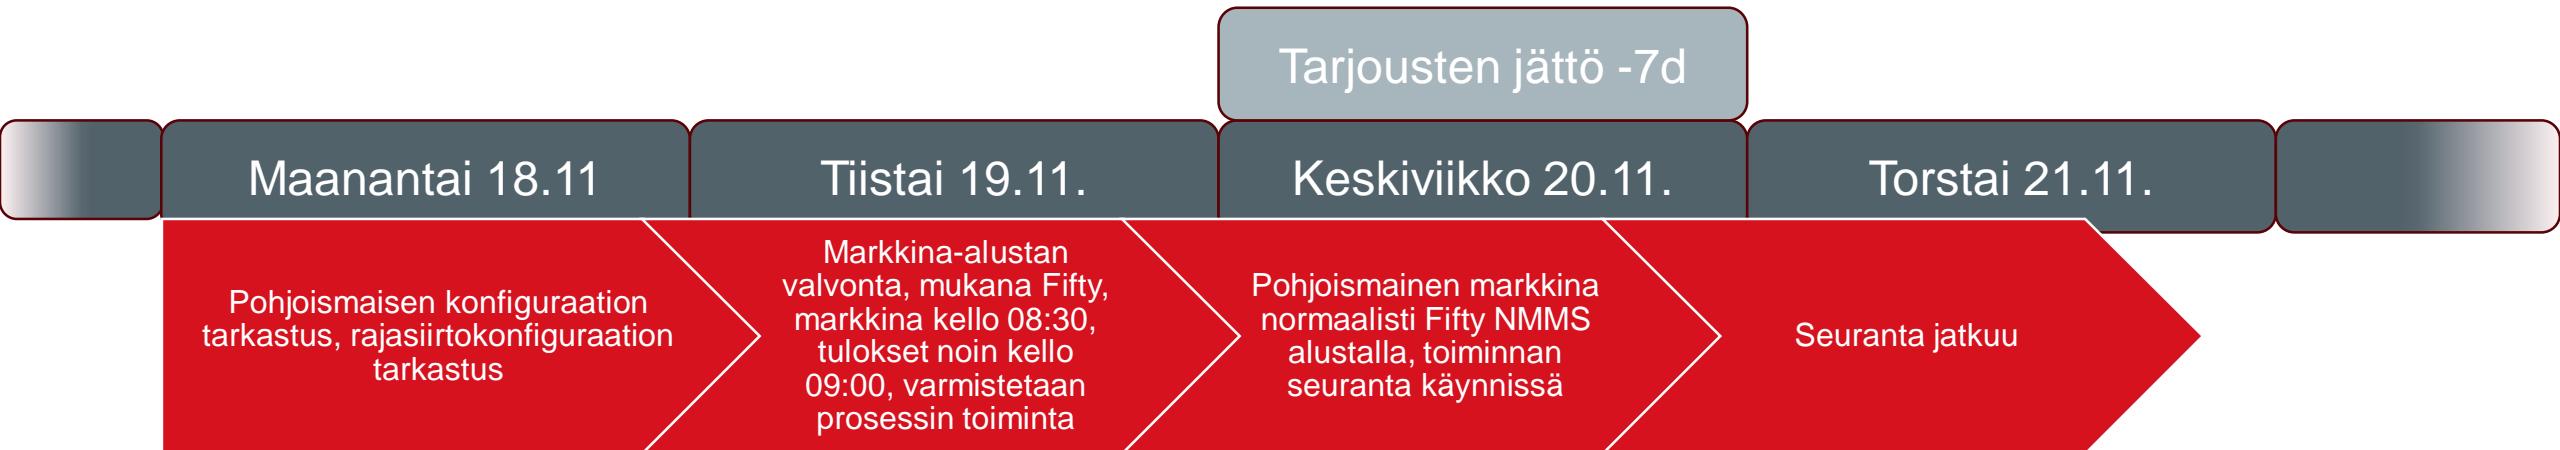 Tarjousten jättö -7d
Maanantai 18.11
Tiistai 19.11.
Keskiviikko 20.11.
Torstai 21.11.
Pohjoismaisen konfiguraation
tarkastus, rajasiirtokonfiguraation
tarkastus
Markkina-alustan
valvonta, mukana Fifty,
markkina kello 08:30,
tulokset noin kello
09:00, varmistetaan
prosessin toiminta
Pohjoismainen markkina
normaalisti Fifty NMMS
alustalla, toiminnan
seuranta käynnissä
Seuranta jatkuu